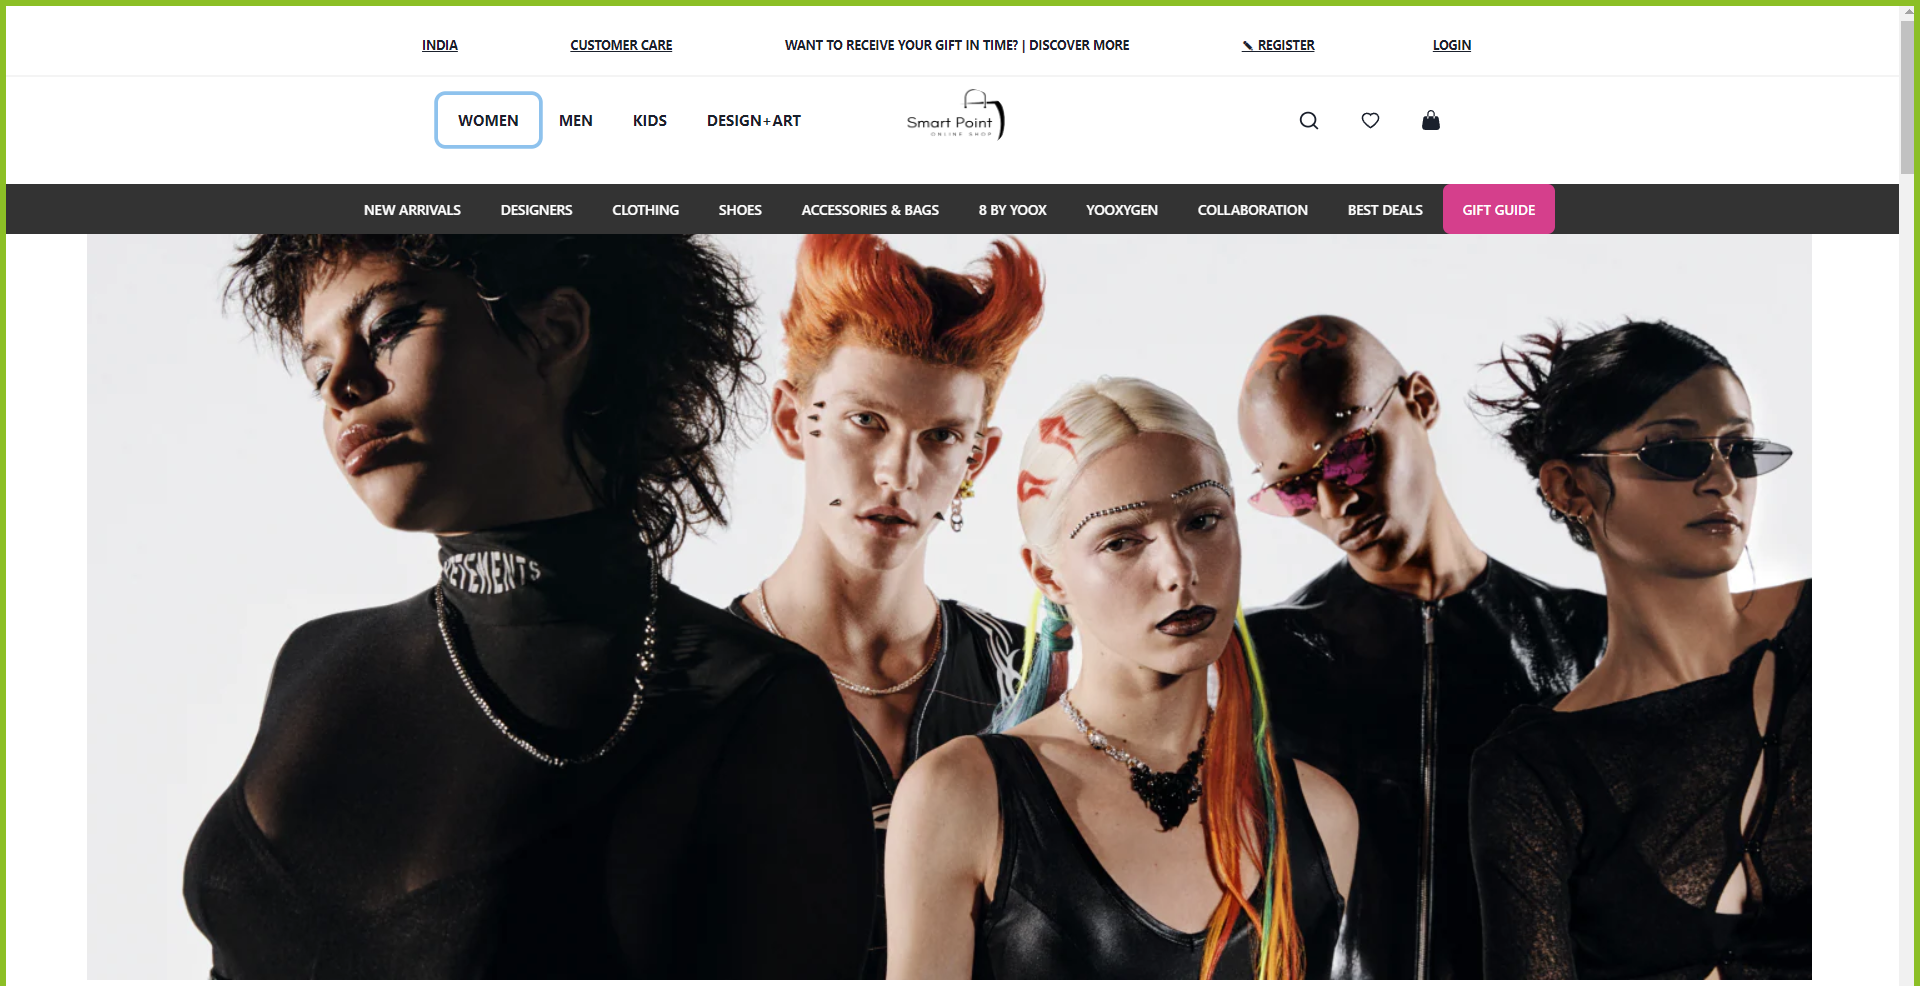 INDIA CUSTOMER CARE WANT TO RECEIVE YOUR GIFT IN TIME? | DISCOVER MORE REGISTER LOGIN
WOMEN MEN KIDS DESIGN+ART
Smart Point
ONLINE SHOP
NEW ARRIVALS DESIGNERS CLOTHING SHOES ACCESSORIES & BAGS 8 BY YOOX YOOXYGEN COLLABORATION BEST DEALS GIFT GUIDE
VETEMENTS